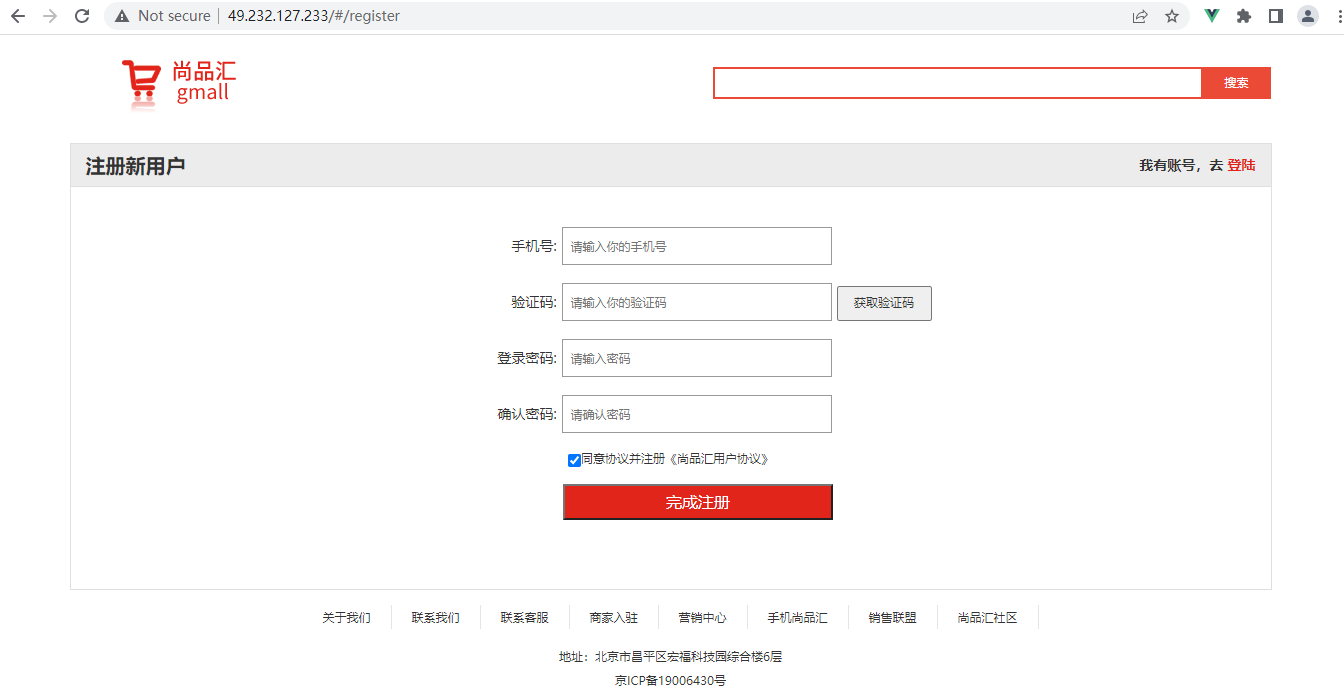 Not secure | 49.232.127.233/#/register
尚品汇
gmall
搜索
注册新用户
我有账号，去 登陆
手机号: 请输入你的手机号
验证码: 请输入你的验证码 获取验证码
登录密码: 请输入密码
确认密码: 请确认密码
同意协议并注册《尚品汇用户协议》
完成注册
关于我们 联系我们 联系客服 商家入驻 营销中心 手机尚品汇 销售联盟 尚品汇社区
地址：北京市昌平区宏福科技园综合楼6层
京ICP备19006430号